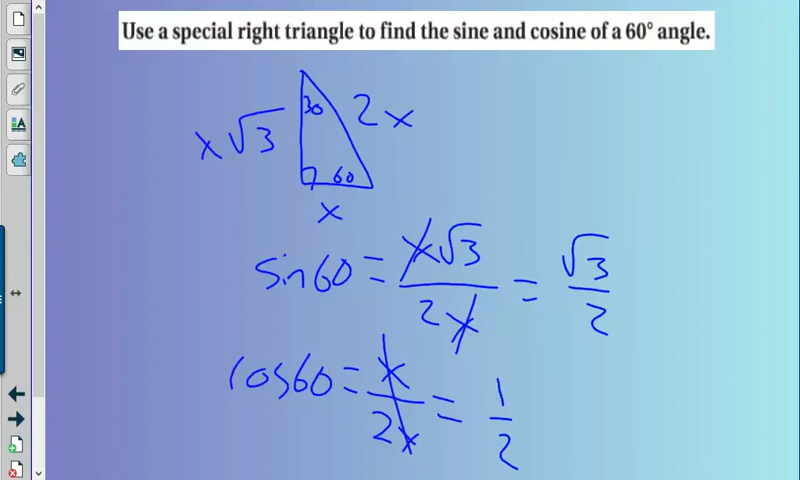 Use a special right triangle to find the sine and cosine of a 60° angle.
30
2x
x√3
60
x
sin60 = x√3/2x = √3/2
cos60 = x/2x = 1/2